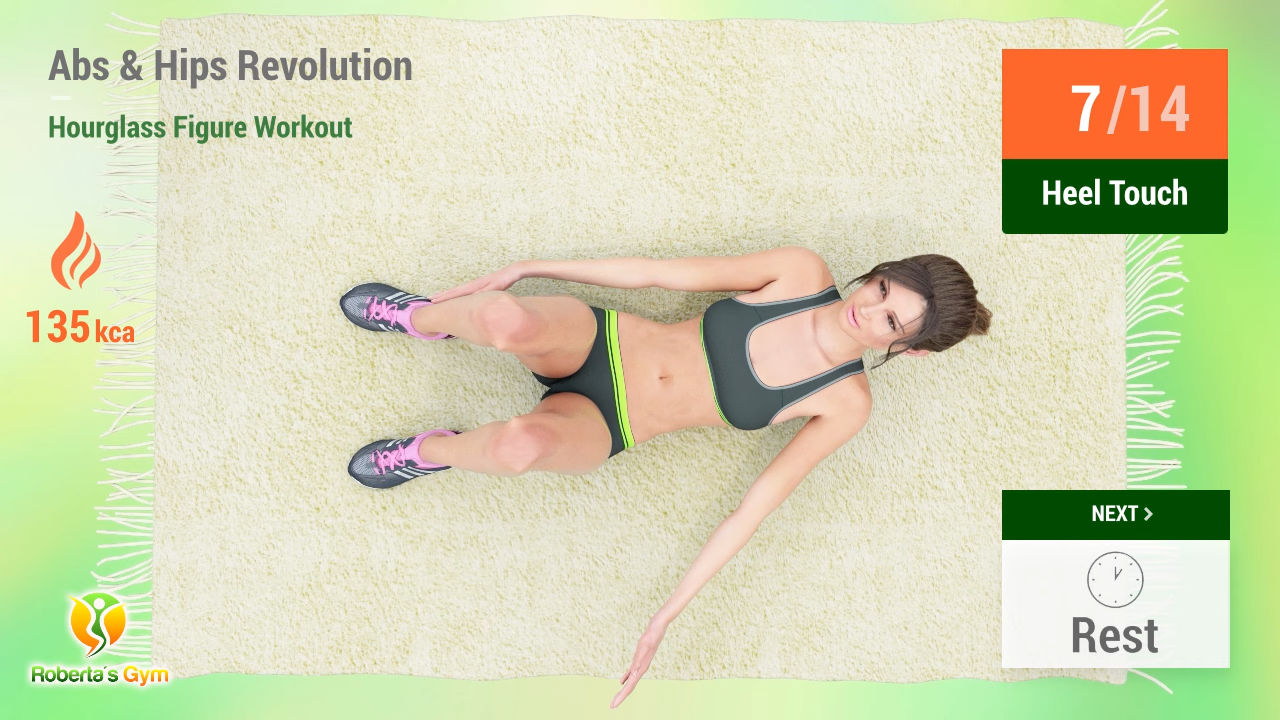 Abs & Hips Revolution
Hourglass Figure Workout
7/14
Heel Touch
135 kca
NEXT >
Rest
Roberta´s Gym